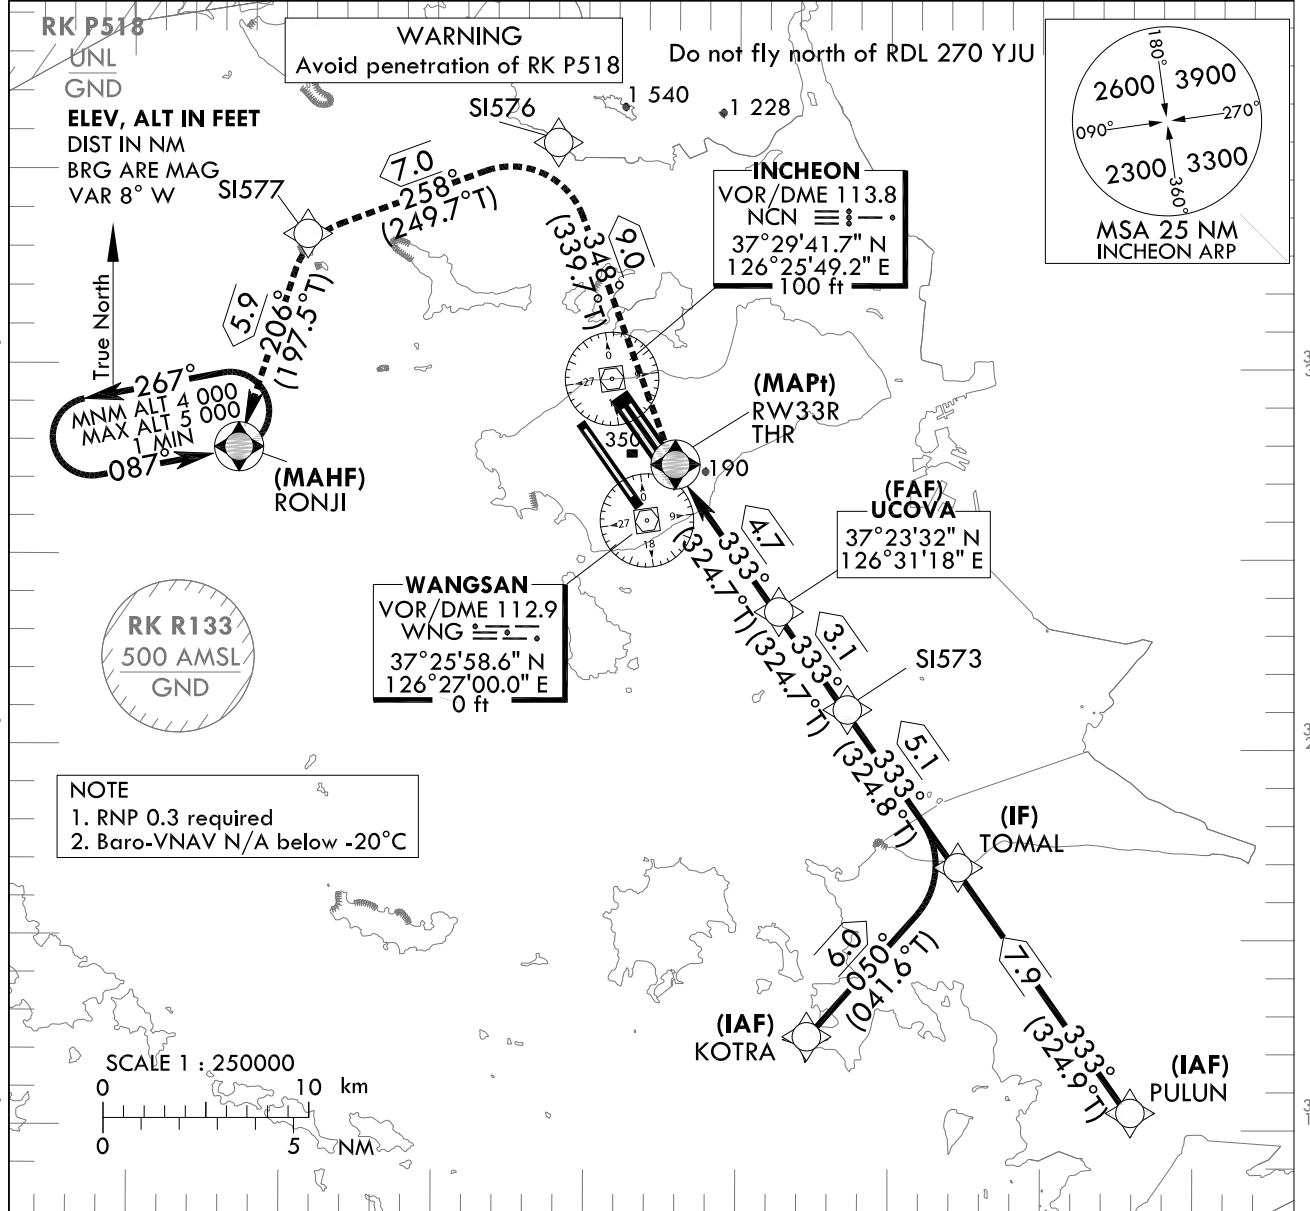 RK P518
UNL
GND
WARNING
Avoid penetration of RK P518
Do not fly north of RDL 270 YJU
ELEV, ALT IN FEET
DIST IN NM
BRG ARE MAG
VAR 8° W
True North
180°
2600
3900
090°
270°
2300
3300
360°
MSA 25 NM
INCHEON ARP
SI576
1 540
1 228
SI577
7.0
258°
(249.7°T)
9.0
348°
(339.7°T)
INCHEON
VOR/DME 113.8
NCN
37°29'41.7" N
126°25'49.2" E
100 ft
5.9
206°
(197.5°T)
267°
MNM ALT 4 000
MAX ALT 5 000
1 MIN
087°
(MAHF)
RONJI
0
27
(MAPt)
RW33R
THR
350
190
0
27
9
18
(FAF)
UCOVA
37°23'32" N
126°31'18" E
4.7
333°
(324.7°T)
WANGSAN
VOR/DME 112.9
WNG
37°25'58.6" N
126°27'00.0" E
0 ft
RK R133
500 AMSL
GND
3.1
333°
(324.7°T)
SI573
5.1
333°
(324.8°T)
NOTE
1. RNP 0.3 required
2. Baro-VNAV N/A below -20°C
(IF)
TOMAL
6.0
050°
(041.6°T)
7.9
333°
(324.9°T)
(IAF)
KOTRA
(IAF)
PULUN
SCALE 1 : 250000
0
10
km
0
5
NM